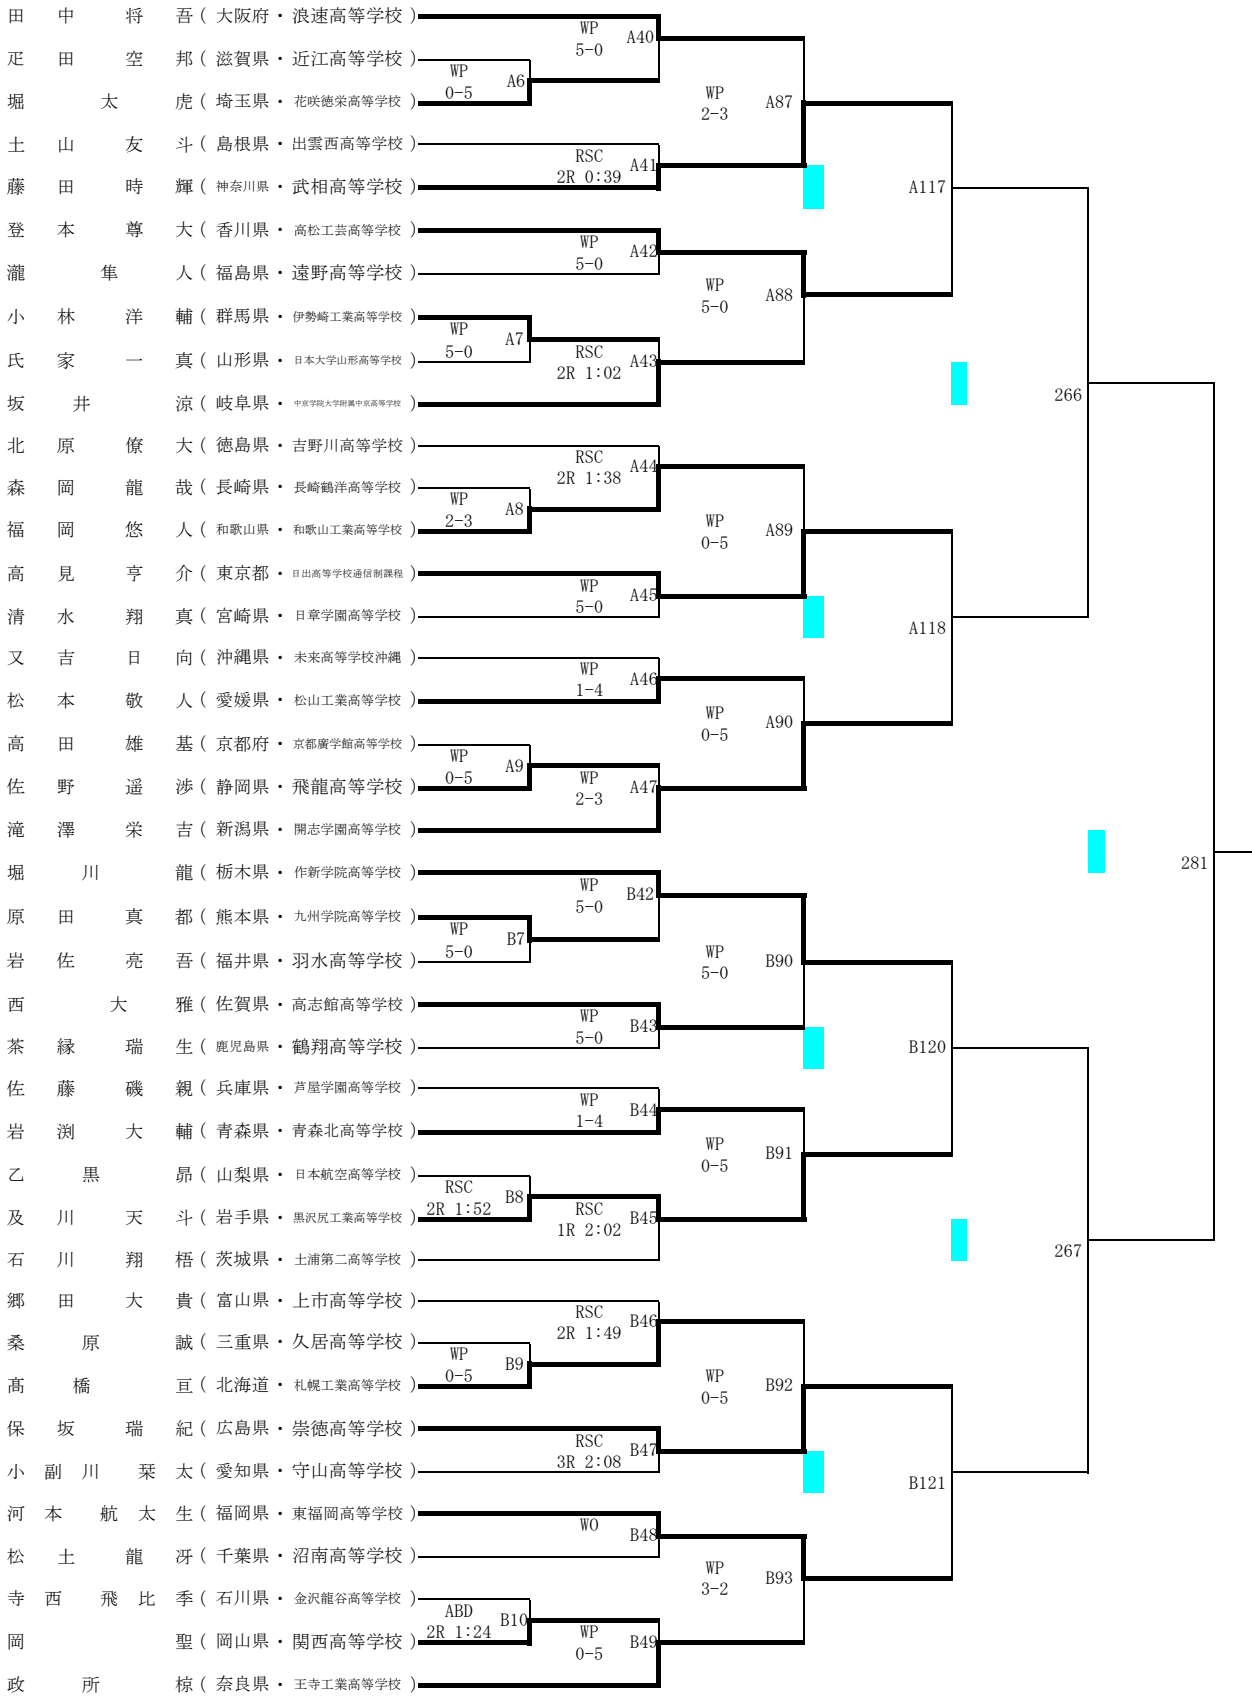 田中将吾(大阪府・浪速高等学校)
疋田空邦(滋賀県・近江高等学校)
堀太虎(埼玉県・花咲徳栄高等学校)
土山友斗(島根県・出雲西高等学校)
藤田時輝(神奈川県・武相高等学校)
登本尊大(香川県・高松工芸高等学校)
瀧隼人(福島県・遠野高等学校)
小林洋輔(群馬県・伊勢崎工業高等学校)
氏家一真(山形県・日本大学山形高等学校)
坂井涼(岐阜県・中京学院大学附属中京高等学校)
北原僚大(徳島県・吉野川高等学校)
森岡龍哉(長崎県・長崎鶴洋高等学校)
福岡悠人(和歌山県・和歌山工業高等学校)
高見亨介(東京都・日出高等学校通信制課程)
清水翔真(宮崎県・日章学園高等学校)
又吉日向(沖縄県・未来高等学校沖縄)
松本敬人(愛媛県・松山工業高等学校)
高田雄基(京都府・京都廣学館高等学校)
佐野遥渉(静岡県・飛龍高等学校)
滝澤栄吉(新潟県・開志学園高等学校)
堀川龍(栃木県・作新学院高等学校)
原田真都(熊本県・九州学院高等学校)
岩佐亮吾(福井県・羽水高等学校)
西大雅(佐賀県・高志館高等学校)
茶縁瑞生(鹿児島県・鶴翔高等学校)
佐藤磯親(兵庫県・芦屋学園高等学校)
岩渕大輔(青森県・青森北高等学校)
乙黒昴(山梨県・日本航空高等学校)
及川天斗(岩手県・黒沢尻工業高等学校)
石川翔梧(茨城県・土浦第二高等学校)
郷田大貴(富山県・上市高等学校)
桑原誠(三重県・久居高等学校)
髙橋亘(北海道・札幌工業高等学校)
保坂瑞紀(広島県・崇徳高等学校)
小副川栞太(愛知県・守山高等学校)
河本航太生(福岡県・東福岡高等学校)
松土龍冴(千葉県・沼南高等学校)
寺西飛比季(石川県・金沢龍谷高等学校)
岡聖(岡山県・関西高等学校)
政所椋(奈良県・王寺工業高等学校)
WP
0-5
A6
WP
5-0
A7
WP
2-3
A8
WP
0-5
A9
WP
5-0
B7
RSC
2R 1:52
B8
WP
0-5
B9
ABD
2R 1:24
B10
WP
5-0
A40
RSC
2R 0:39
A41
WP
5-0
A42
RSC
2R 1:02
A43
RSC
2R 1:38
A44
WP
5-0
A45
WP
1-4
A46
WP
2-3
A47
WP
5-0
B42
WP
5-0
B43
WP
1-4
B44
RSC
1R 2:02
B45
RSC
2R 1:49
B46
RSC
3R 2:08
B47
WO
B48
WP
0-5
B49
WP
2-3
A87
WP
5-0
A88
WP
0-5
A89
WP
0-5
A90
WP
5-0
B90
WP
0-5
B91
WP
0-5
B92
WP
3-2
B93
A117
A118
B120
B121
266
267
281